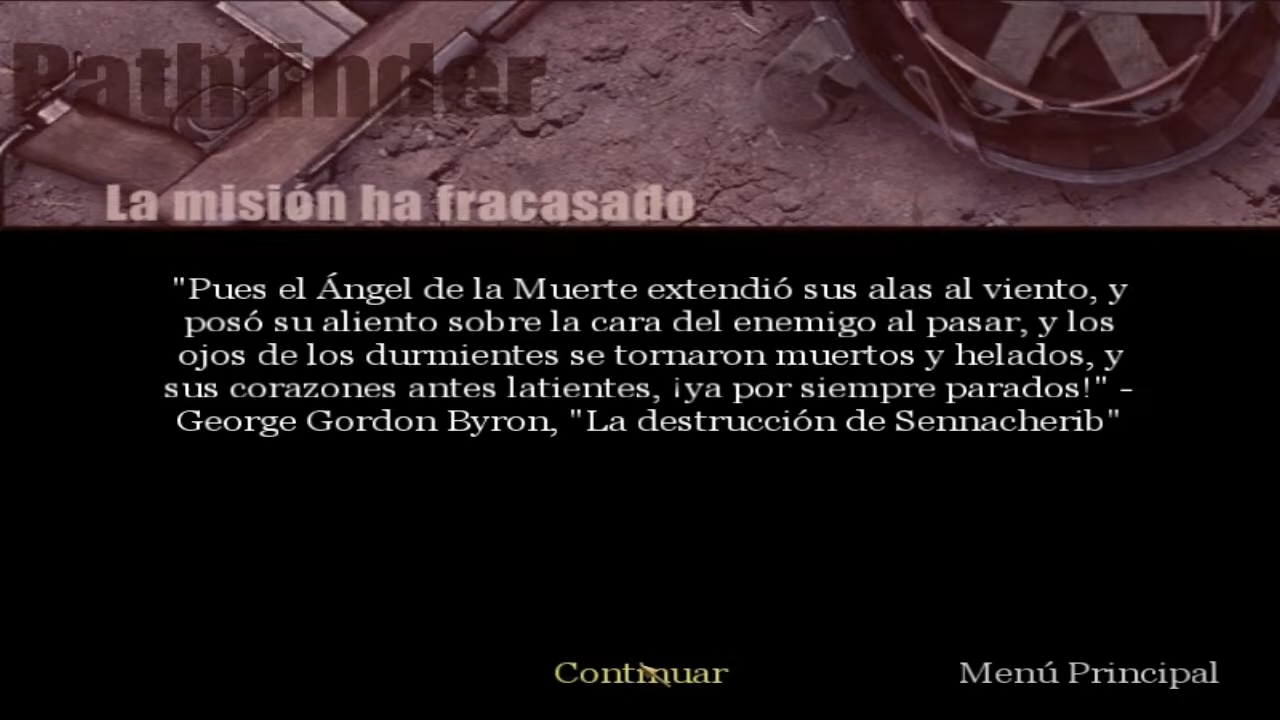 Pathfinder
La misión ha fracasado
"Pues el Ángel de la Muerte extendió sus alas al viento, y
posó su aliento sobre la cara del enemigo al pasar, y los
ojos de los durmientes se tornaron muertos y helados, y
sus corazones antes latientes, ¡ya por siempre parados!" -
George Gordon Byron, "La destrucción de Sennacherib"
Continuar
Menú Principal